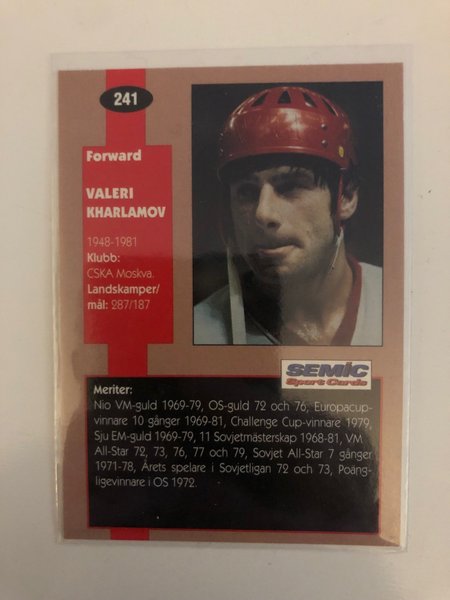 241
Forward
VALERI
KHARLAMOV
1948-1981
Klubb:
CSKA Moskva.
Landskamper/
mål: 287/187
SEMIC
Sport Cards
Meriter:
Nio VM-guld 1969-79, OS-guld 72 och 76, Europacup-
vinnare 10 gånger 1969-81, Challenge Cup-vinnare 1979,
Sju EM-guld 1969-79, 11 Sovjetmästerskap 1968-81, VM
All-Star 72, 73, 76, 77 och 79, Sovjet All-Star 7 gånger
1971-78, Årets spelare i Sovjetligan 72 och 73, Poäng-
ligevinnare i OS 1972.